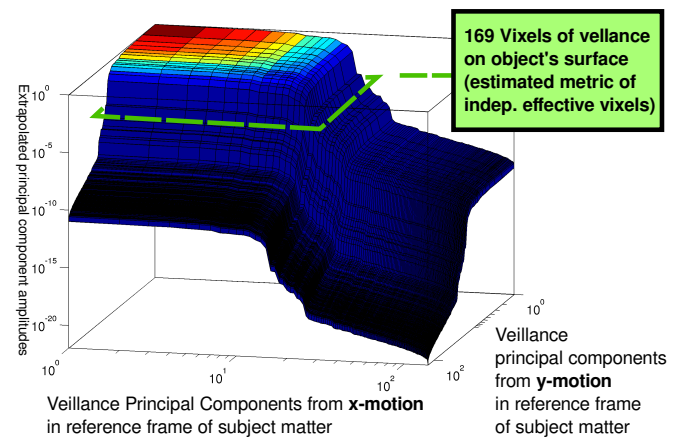 169 Vixels of vellance
on object's surface
(estimated metric of
indep. effective vixels)
Extrapolated principal component amplitudes
10^0
10^-5
10^-10
10^-15
10^-20
10^0
10^1
10^2
10^2
10^0
Veillance Principal Components from x-motion
in reference frame of subject matter
Veillance
principal components
from y-motion
in reference frame
of subject matter